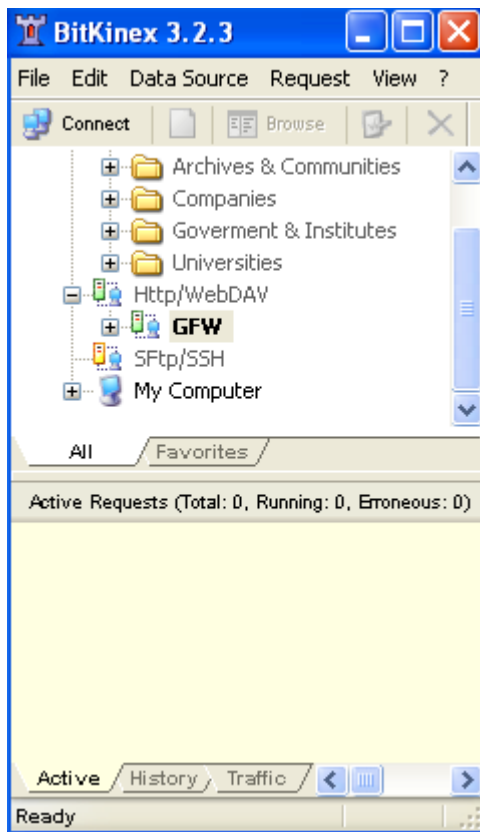 BitKinex 3.2.3
File Edit Data Source Request View ?
Connect Browse
Archives & Communities
Companies
Goverment & Institutes
Universities
Http/WebDAV
GFW
SFtp/SSH
My Computer
All Favorites
Active Requests (Total: 0, Running: 0, Erroneous: 0)
Active History Traffic
Ready